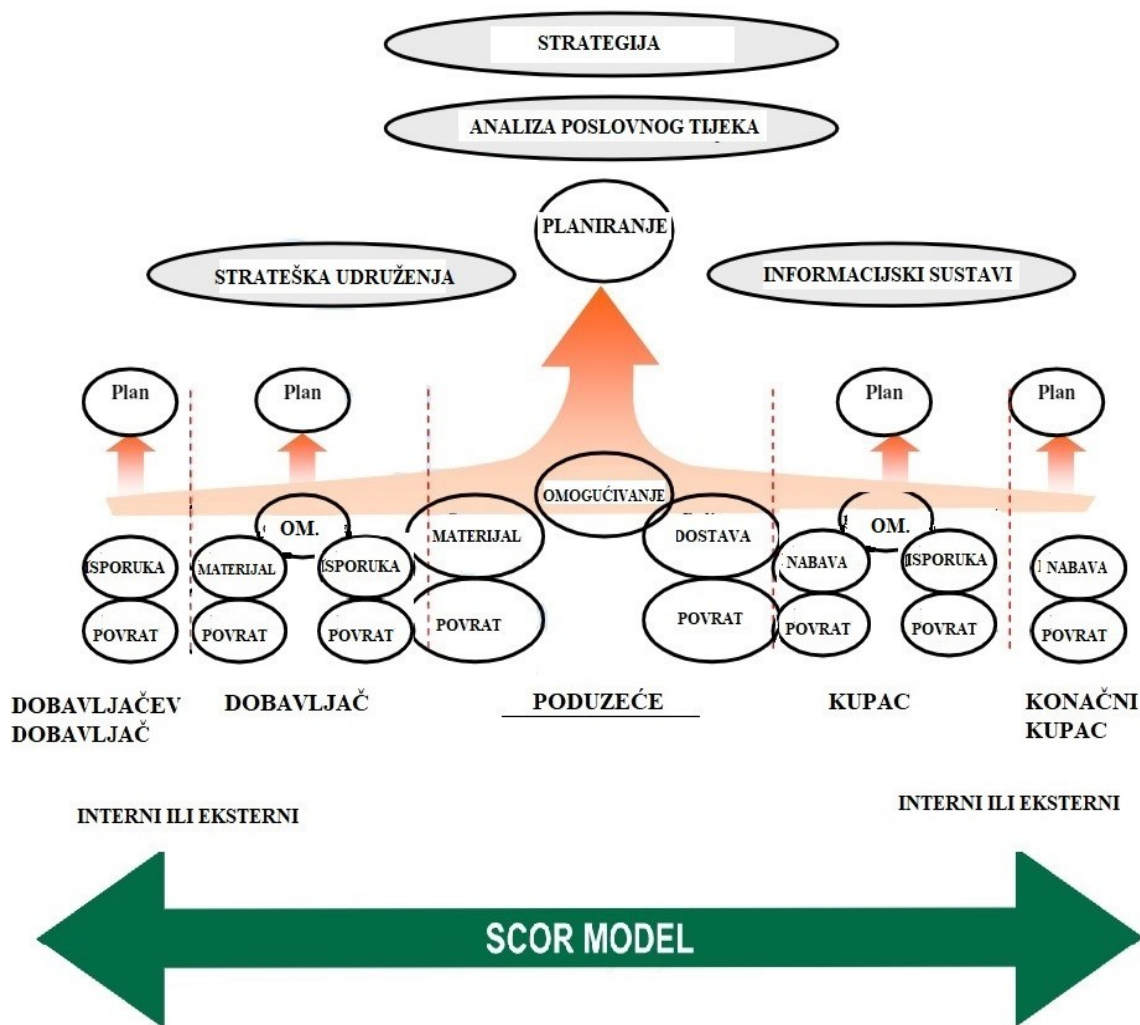 STRATEGIJA
ANALIZA POSLOVNOG TIJEKA
PLANIRANJE
STRATEŠKA UDRUŽENJA
INFORMACIJSKI SUSTAVI
Plan
Plan
Plan
Plan
OMOGUĆIVANJE
OM.
MATERIJAL
DOSTAVA
OM.
ISPORUKA
MATERIJAL
ISPORUKA
NABAVA
ISPORUKA
NABAVA
POVRAT
POVRAT
POVRAT
POVRAT
POVRAT
POVRAT
POVRAT
POVRAT
DOBAVLJAČEV
DOBAVLJAČ
DOBAVLJAČ
PODUZEĆE
KUPAC
KONAČNI
KUPAC
INTERNI ILI EKSTERNI
INTERNI ILI EKSTERNI
SCOR MODEL